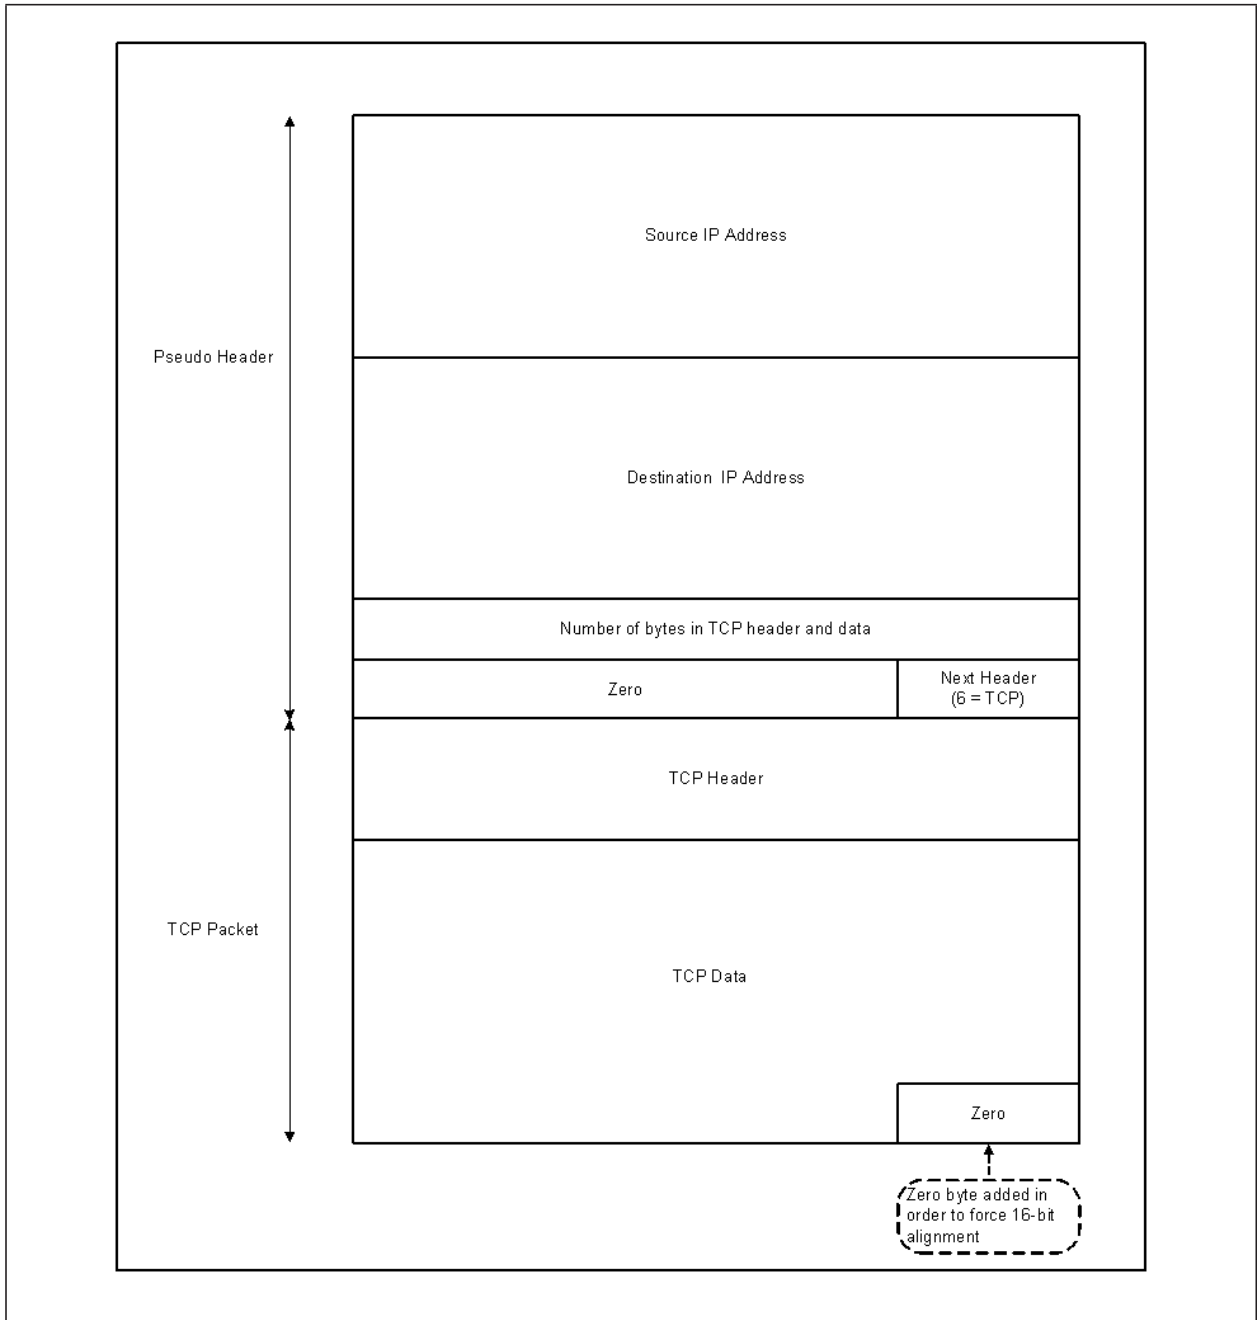 Source IP Address
Pseudo Header
Destination IP Address
Number of bytes in TCP header and data
Zero
Next Header
(6 = TCP)
TCP Header
TCP Packet
TCP Data
Zero
Zero byte added in
order to force 16-bit
alignment